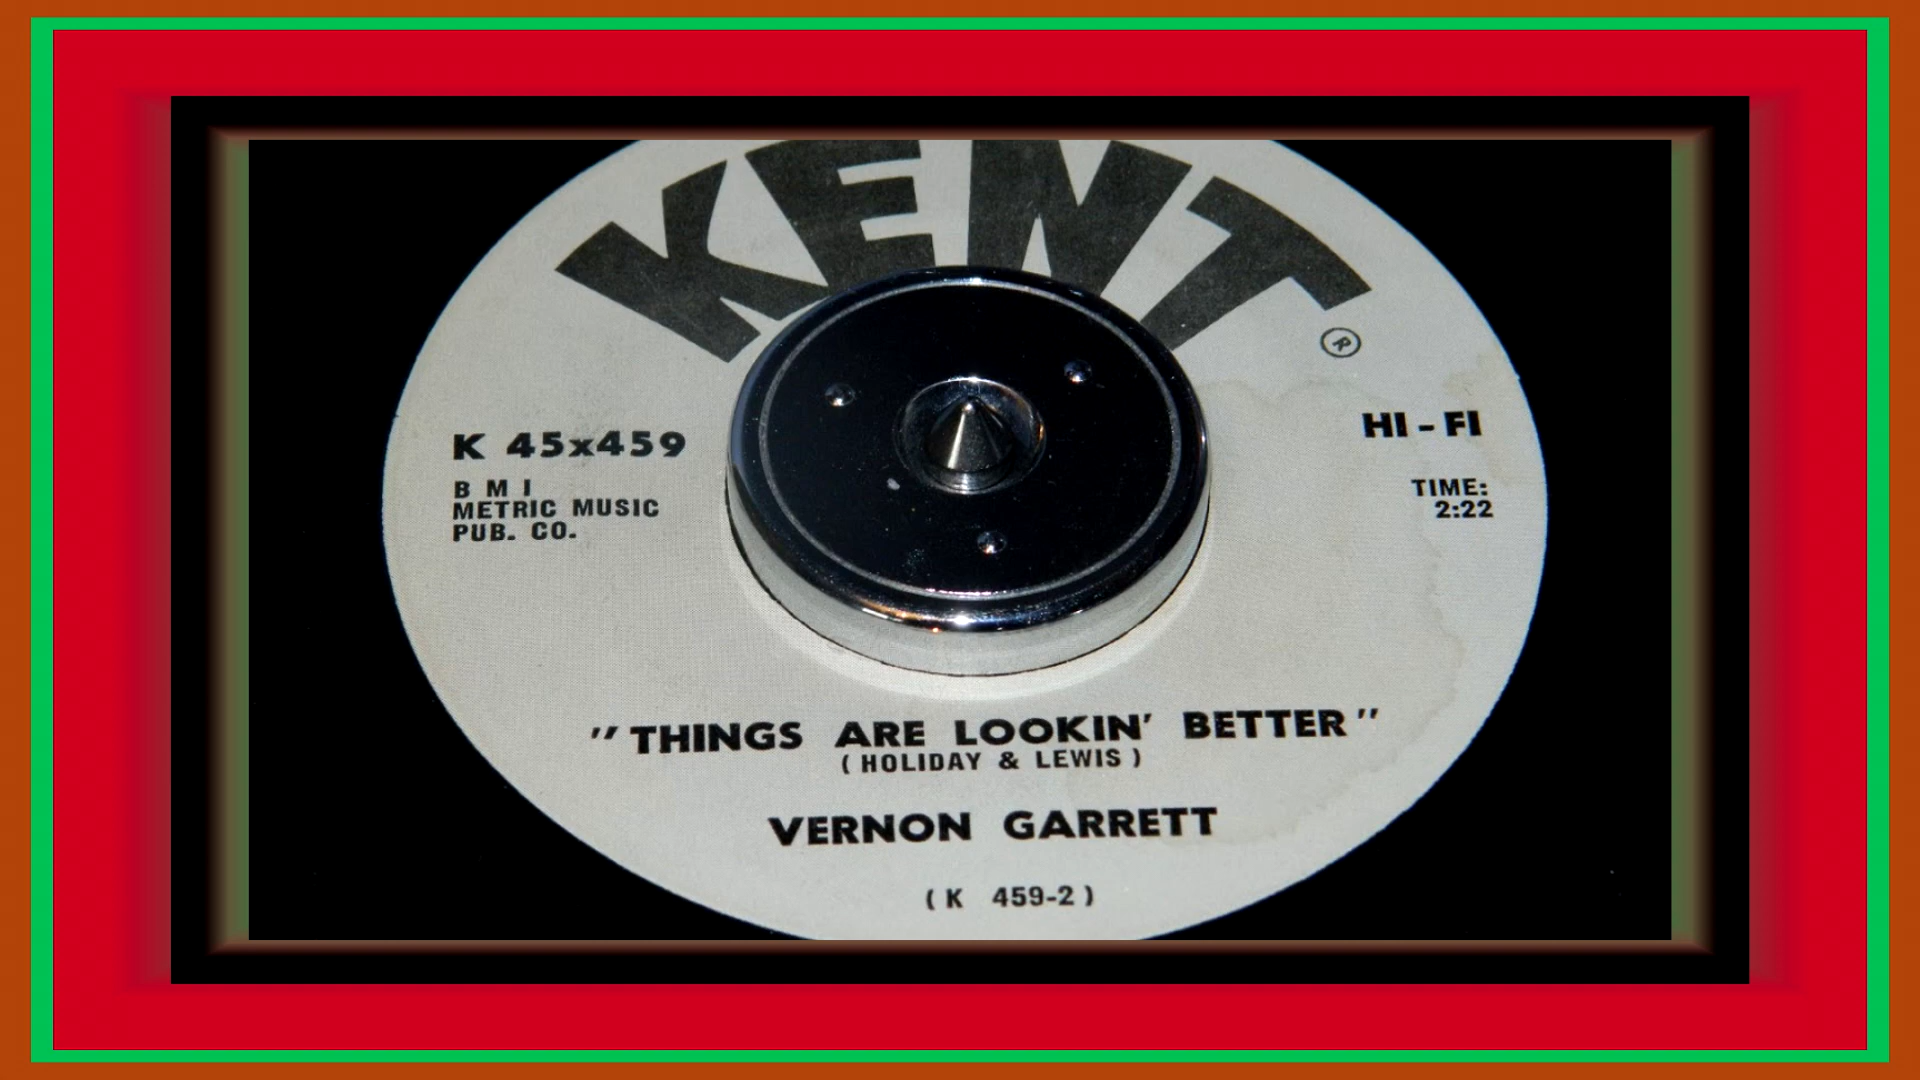 KENT
®
K 45x459
HI-FI
B M I
METRIC MUSIC
PUB. CO.
TIME:
2:22
"THINGS ARE LOOKIN' BETTER"
(HOLIDAY & LEWIS)
VERNON GARRETT
(K 459-2)